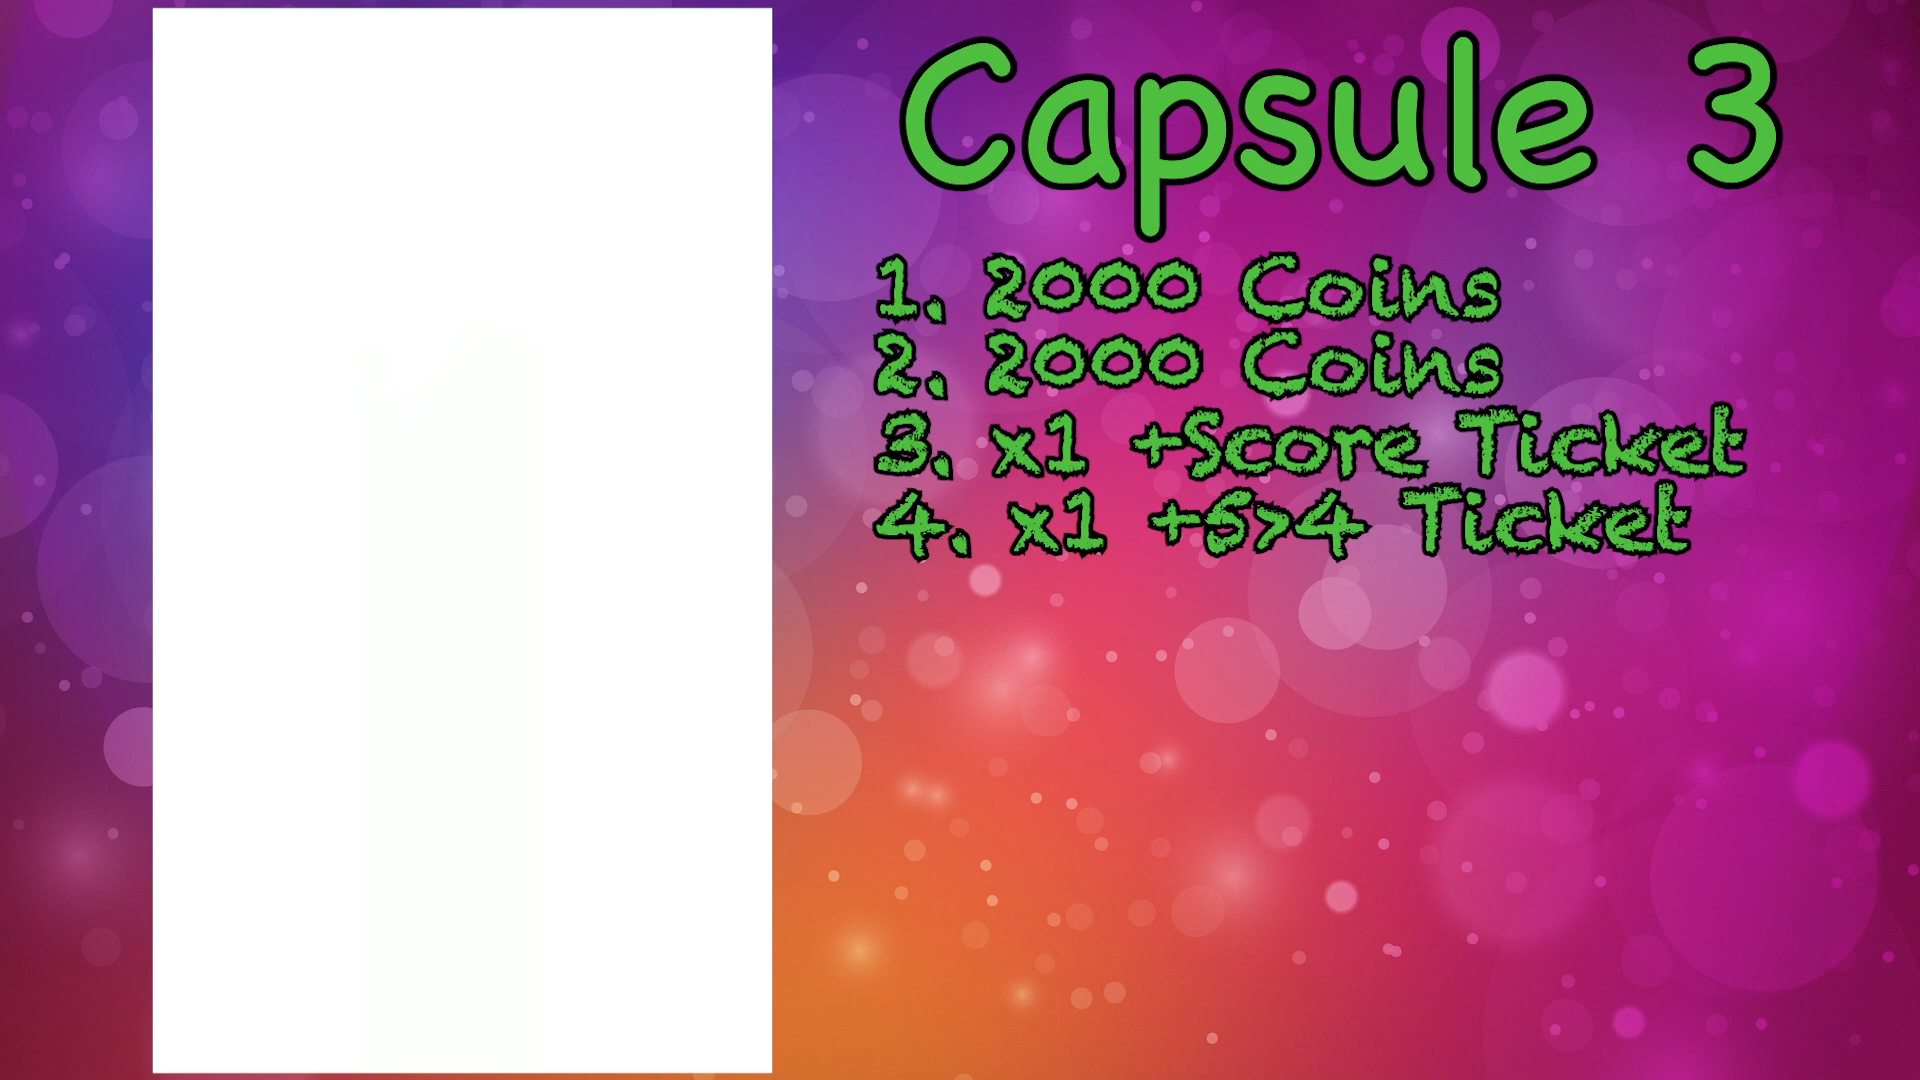 Capsule 3
1. 2000 Coins
2. 2000 Coins
3. x1 +Score Ticket
4. x1 +5>4 Ticket